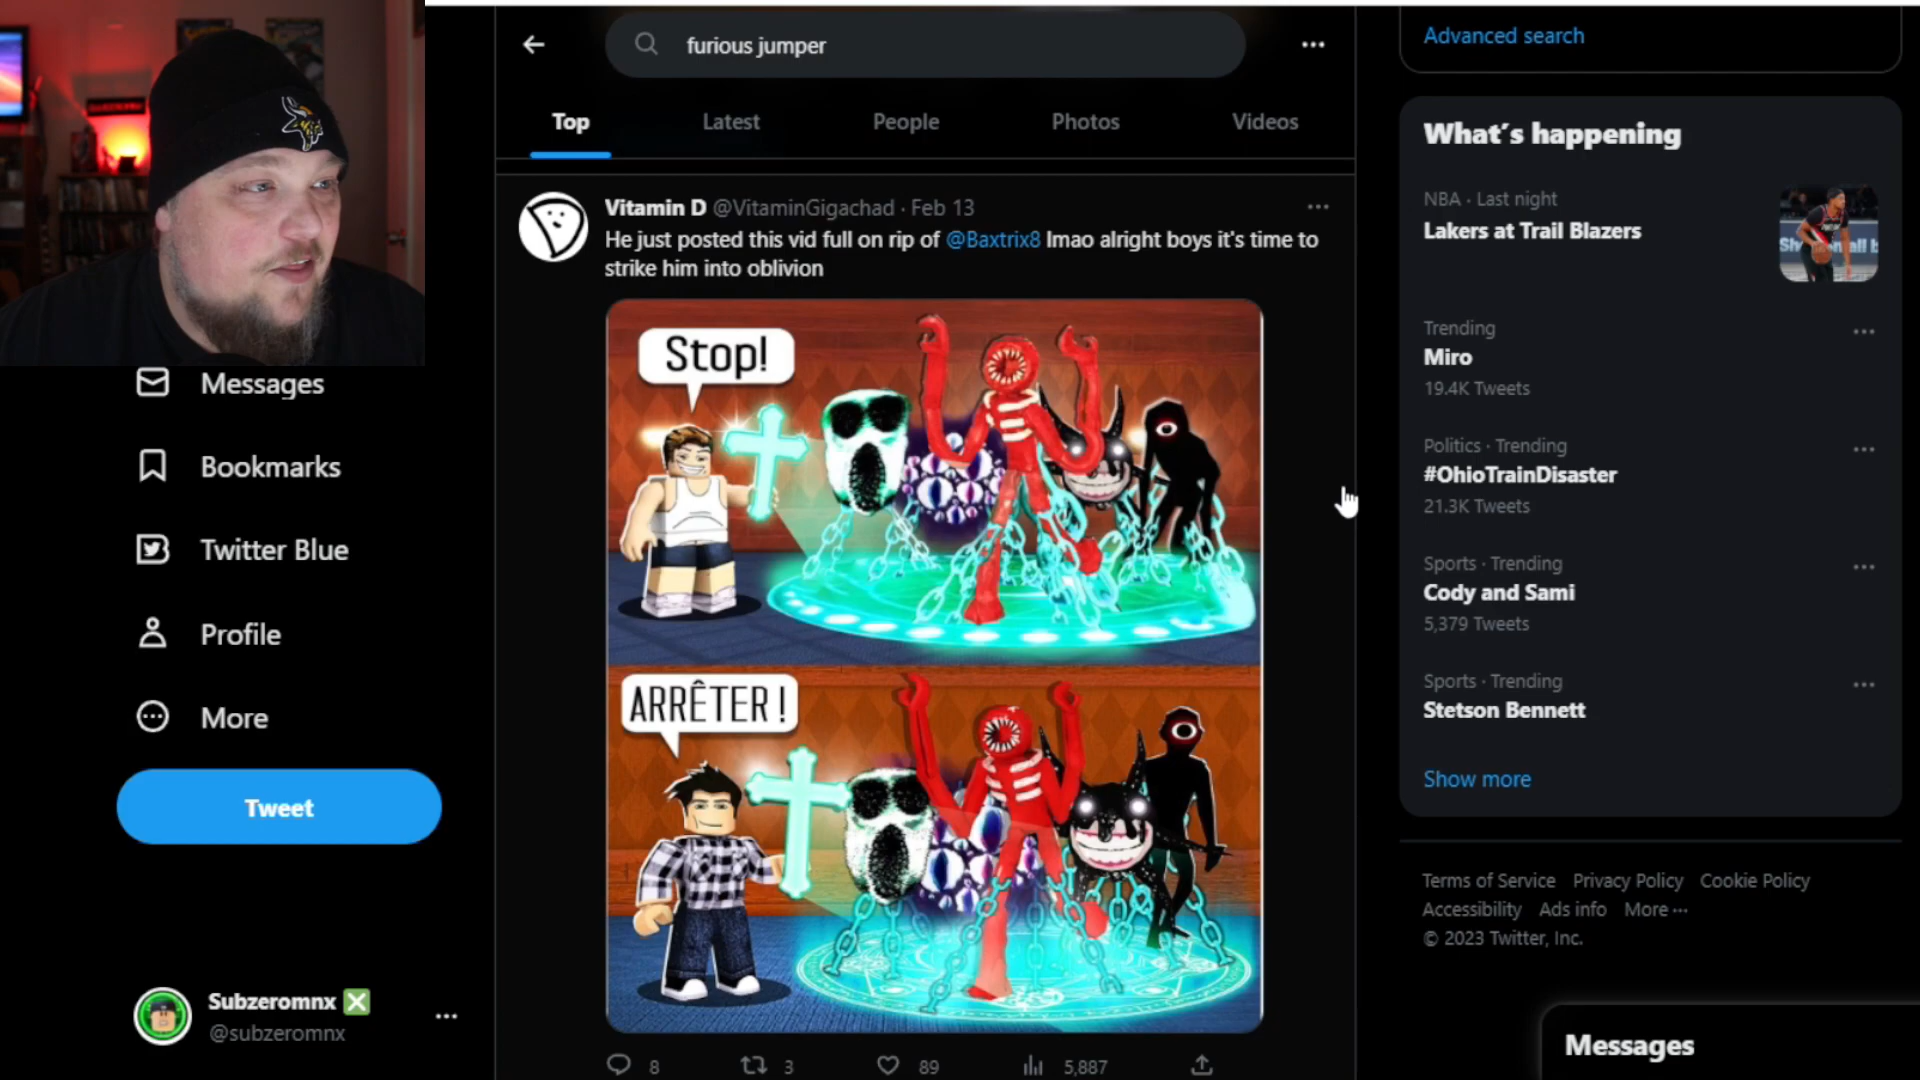 furious jumper
Top
Latest
People
Photos
Videos
Vitamin D @VitaminGigachad · Feb 13
He just posted this vid full on rip of @Baxtrix8 lmao alright boys it's time to
strike him into oblivion
Stop!
ARRÊTER !
8
3
89
5,887
Messages
Bookmarks
Twitter Blue
Profile
More
Tweet
Subzeromnx
@subzeromnx
Advanced search
What's happening
NBA · Last night
Lakers at Trail Blazers
Trending
Miro
19.4K Tweets
Politics · Trending
#OhioTrainDisaster
21.3K Tweets
Sports · Trending
Cody and Sami
5,379 Tweets
Sports · Trending
Stetson Bennett
Show more
Terms of Service Privacy Policy Cookie Policy
Accessibility Ads info More ···
© 2023 Twitter, Inc.
Messages